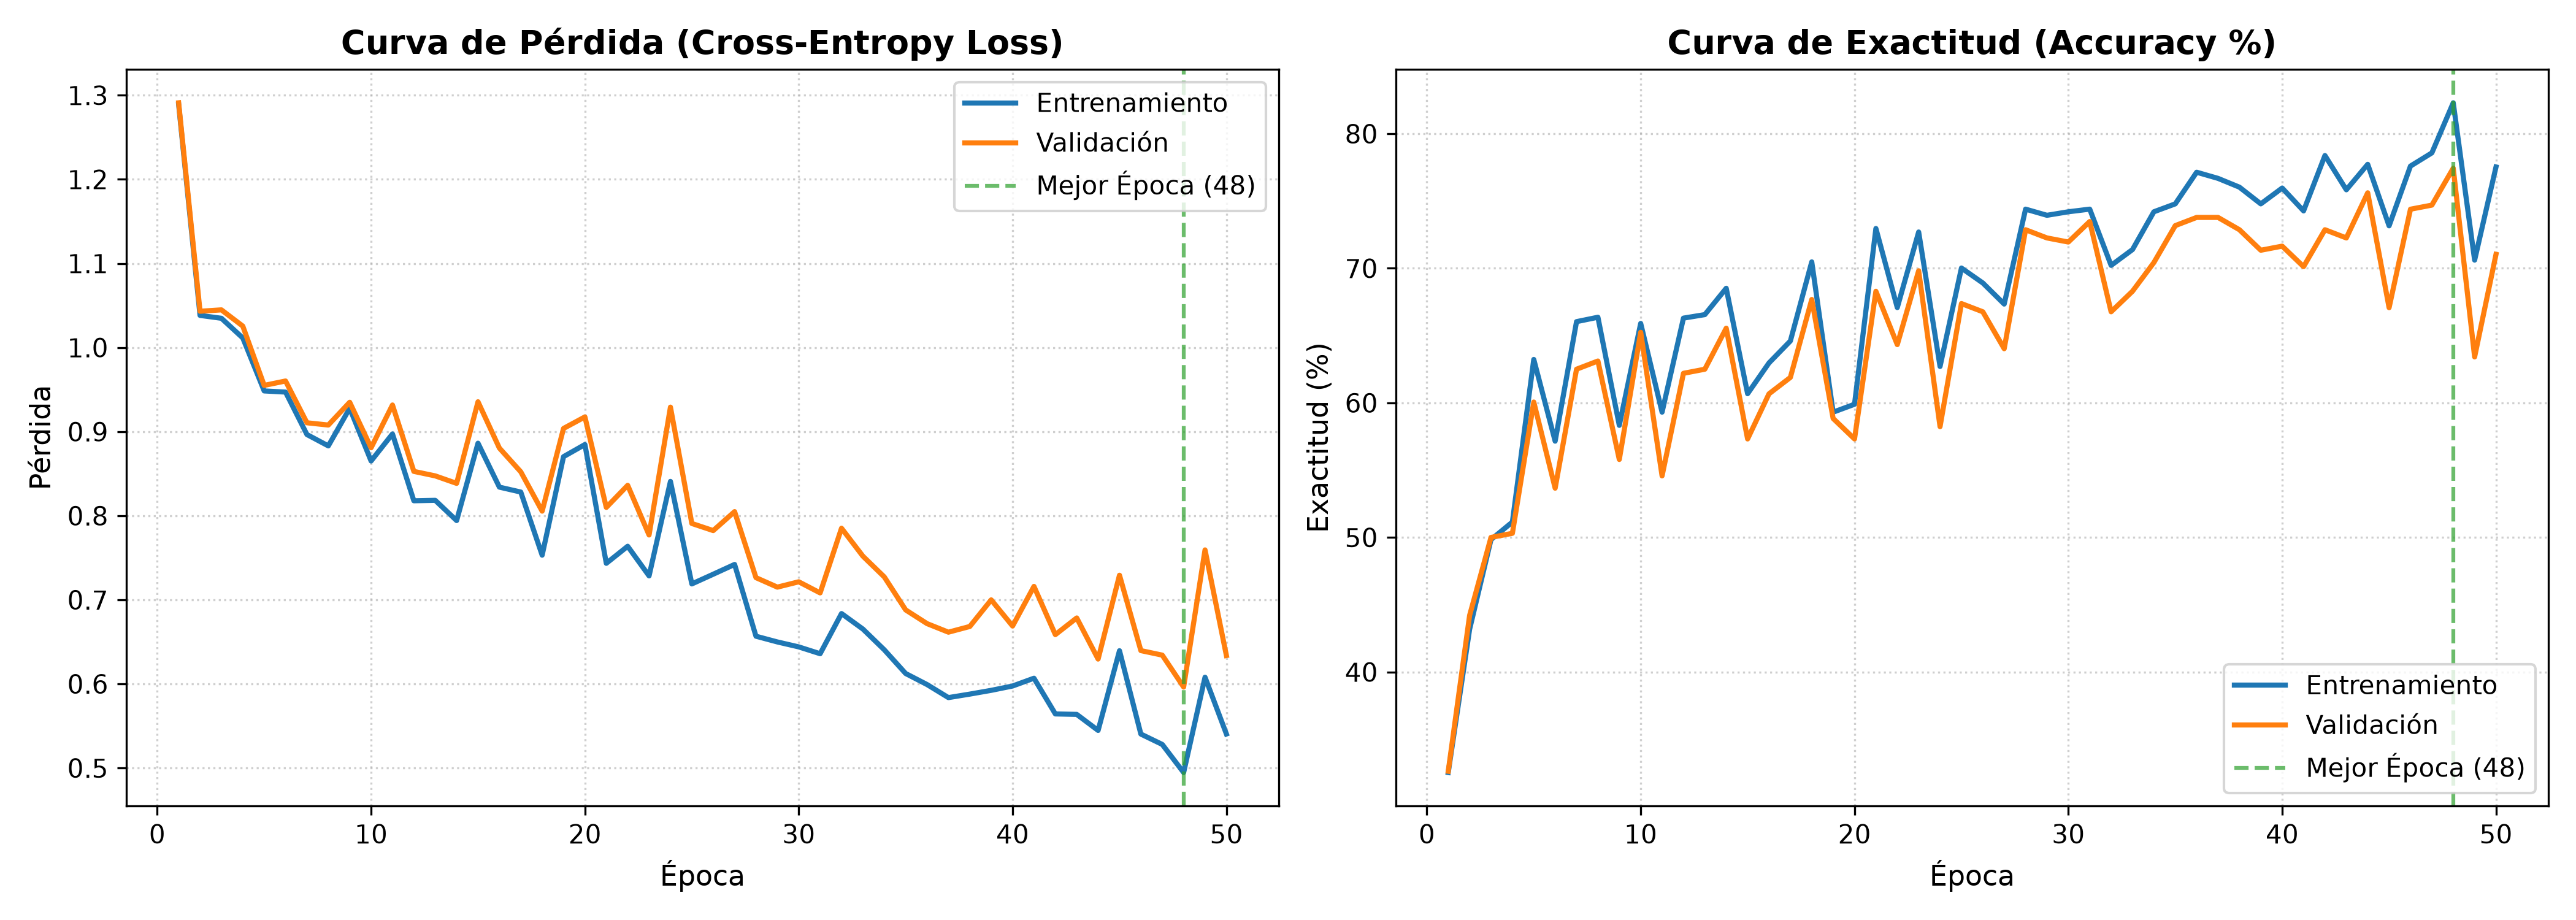 Curva de Pérdida (Cross-Entropy Loss)
Pérdida
1.3
1.2
1.1
1.0
0.9
0.8
0.7
0.6
0.5
Entrenamiento
Validación
Mejor Época (48)
0 10 20 30 40 50
Época
Curva de Exactitud (Accuracy %)
Exactitud (%)
80
70
60
50
40
Entrenamiento
Validación
Mejor Época (48)
0 10 20 30 40 50
Época